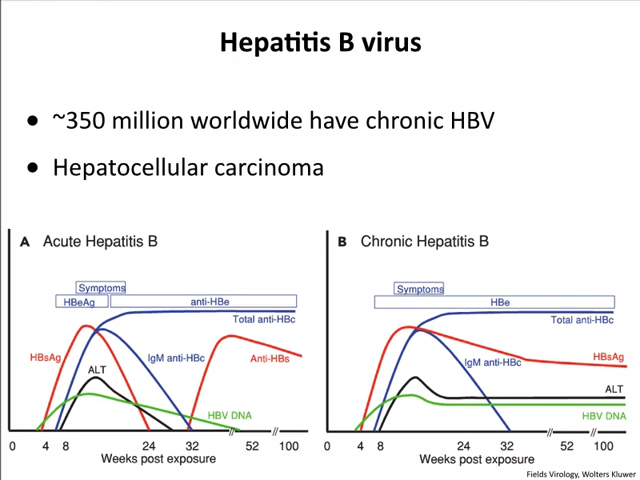 Hepatitis B virus
● ~350 million worldwide have chronic HBV
● Hepatocellular carcinoma
A Acute Hepatitis B
Symptoms
HBeAg
anti-HBe
Total anti-HBc
HBsAg
IgM anti-HBc
Anti-HBs
ALT
HBV DNA
0 4 8 24 32 52 100
Weeks post exposure
B Chronic Hepatitis B
Symptoms
HBe
Total anti-HBc
IgM anti-HBc
HBsAg
ALT
HBV DNA
0 4 8 24 32 52 100
Weeks post exposure
Fields Virology, Wolters Kluwer